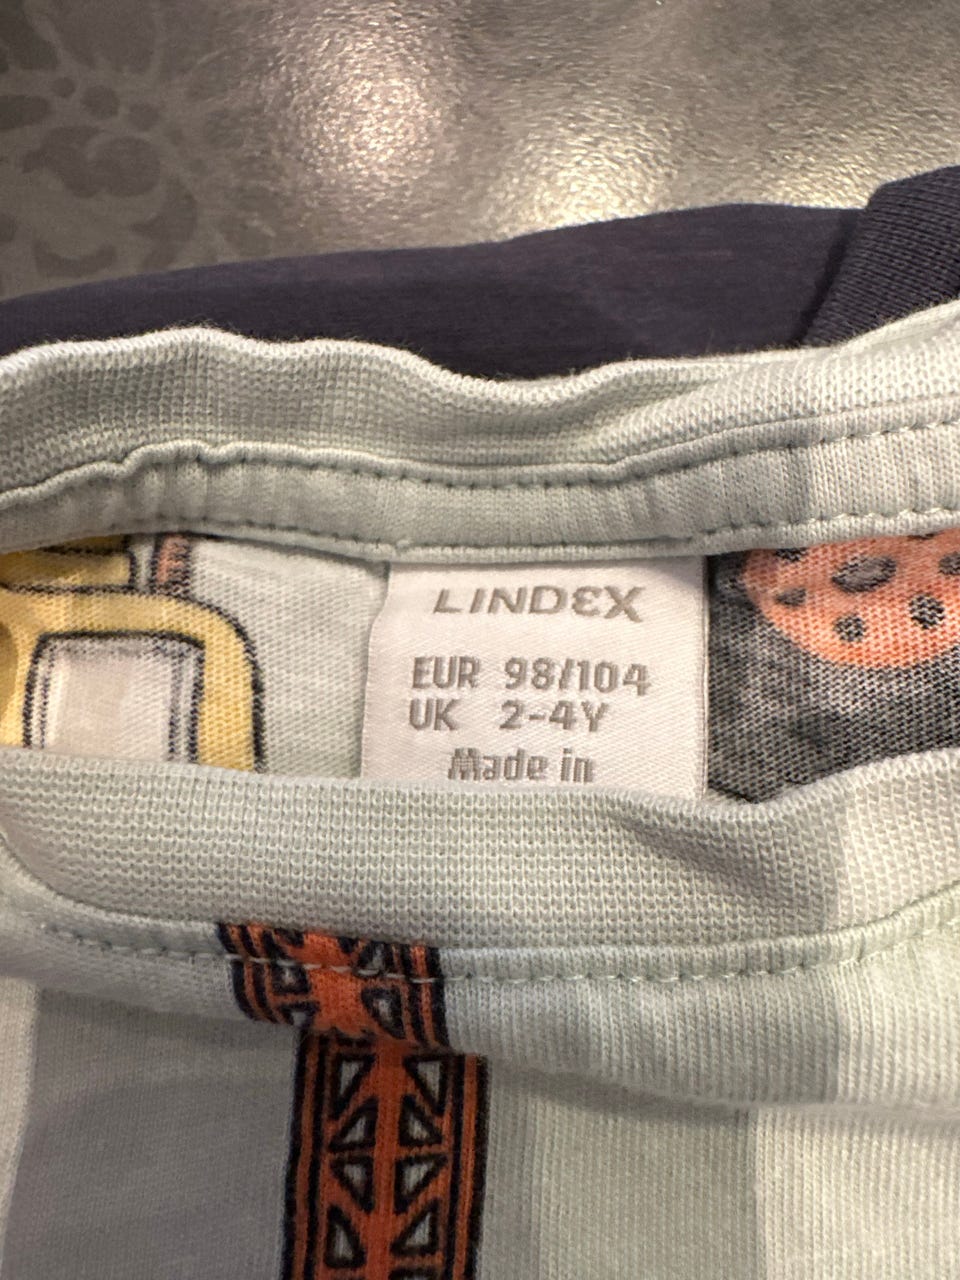 LINDEX
EUR 98/104
UK 2-4Y
Made in